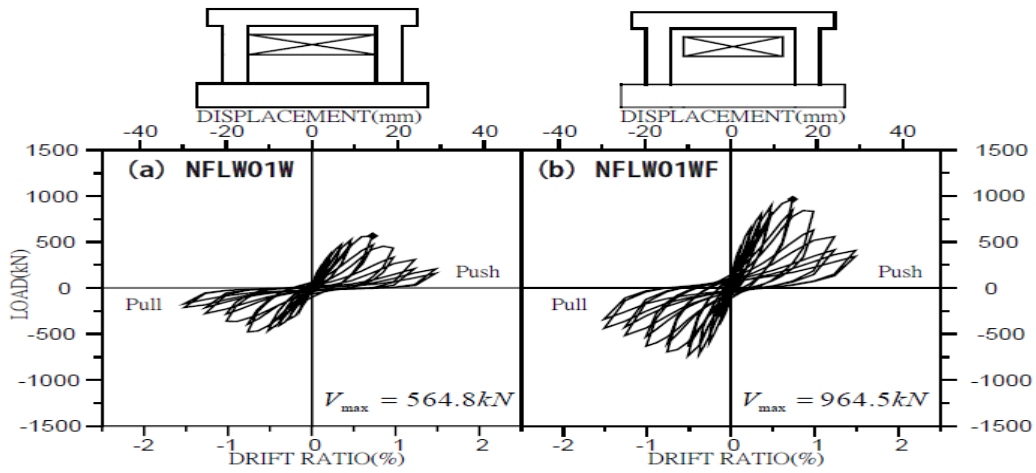 DISPLACEMENT(mm) DISPLACEMENT(mm)
-40 -20 0 20 40 -40 -20 0 20 40
1500 (a) NFLW01W (b) NFLW01WF 1500
1000 1000
500 500
Push Push
0 0
Pull Pull
LOAD(kN)
-500 -500
-1000 -1000
Vmax = 564.8kN Vmax = 964.5kN
-1500 -1500
-2 -1 0 1 2 -2 -1 0 1 2
DRIFT RATIO(%) DRIFT RATIO(%)